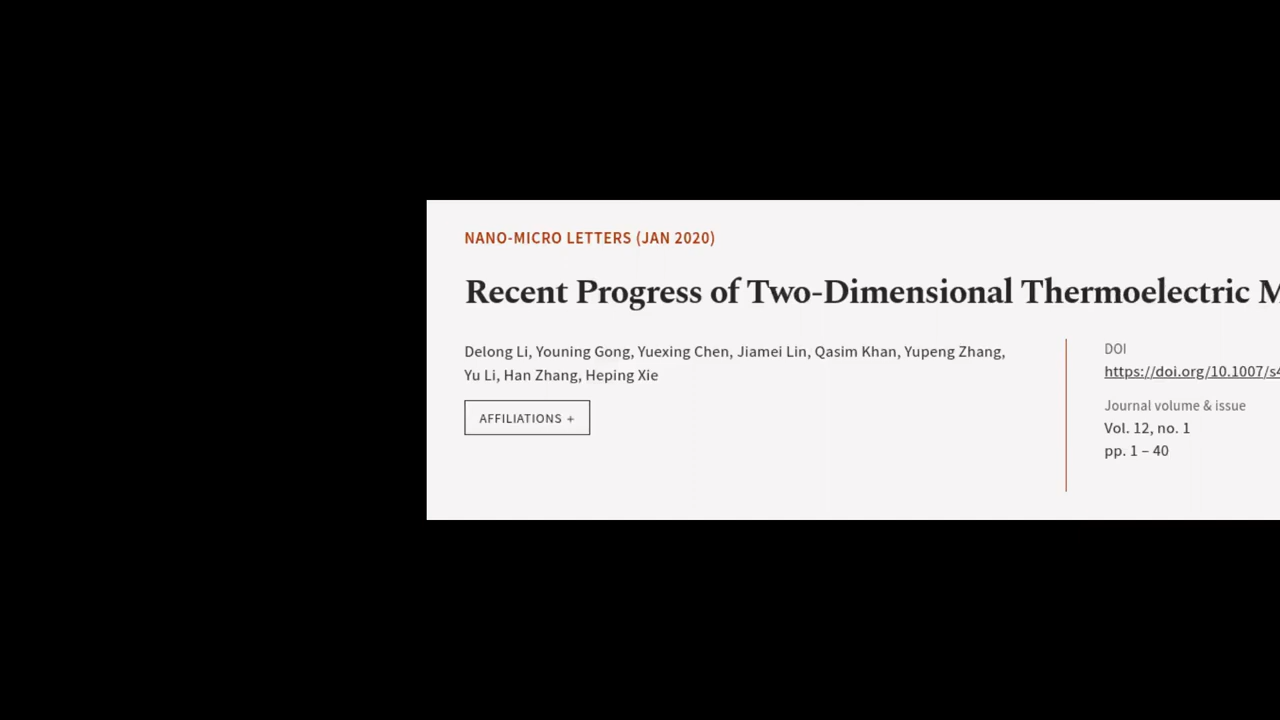 NANO-MICRO LETTERS (JAN 2020)
Recent Progress of Two-Dimensional Thermoelectric
Delong Li, Youning Gong, Yuexing Chen, Jiamei Lin, Qasim Khan, Yupeng Zhang,
Yu Li, Han Zhang, Heping Xie
AFFILIATIONS +
DOI
https://doi.org/10.1007/s4
Journal volume & issue
Vol. 12, no. 1
pp. 1 – 40